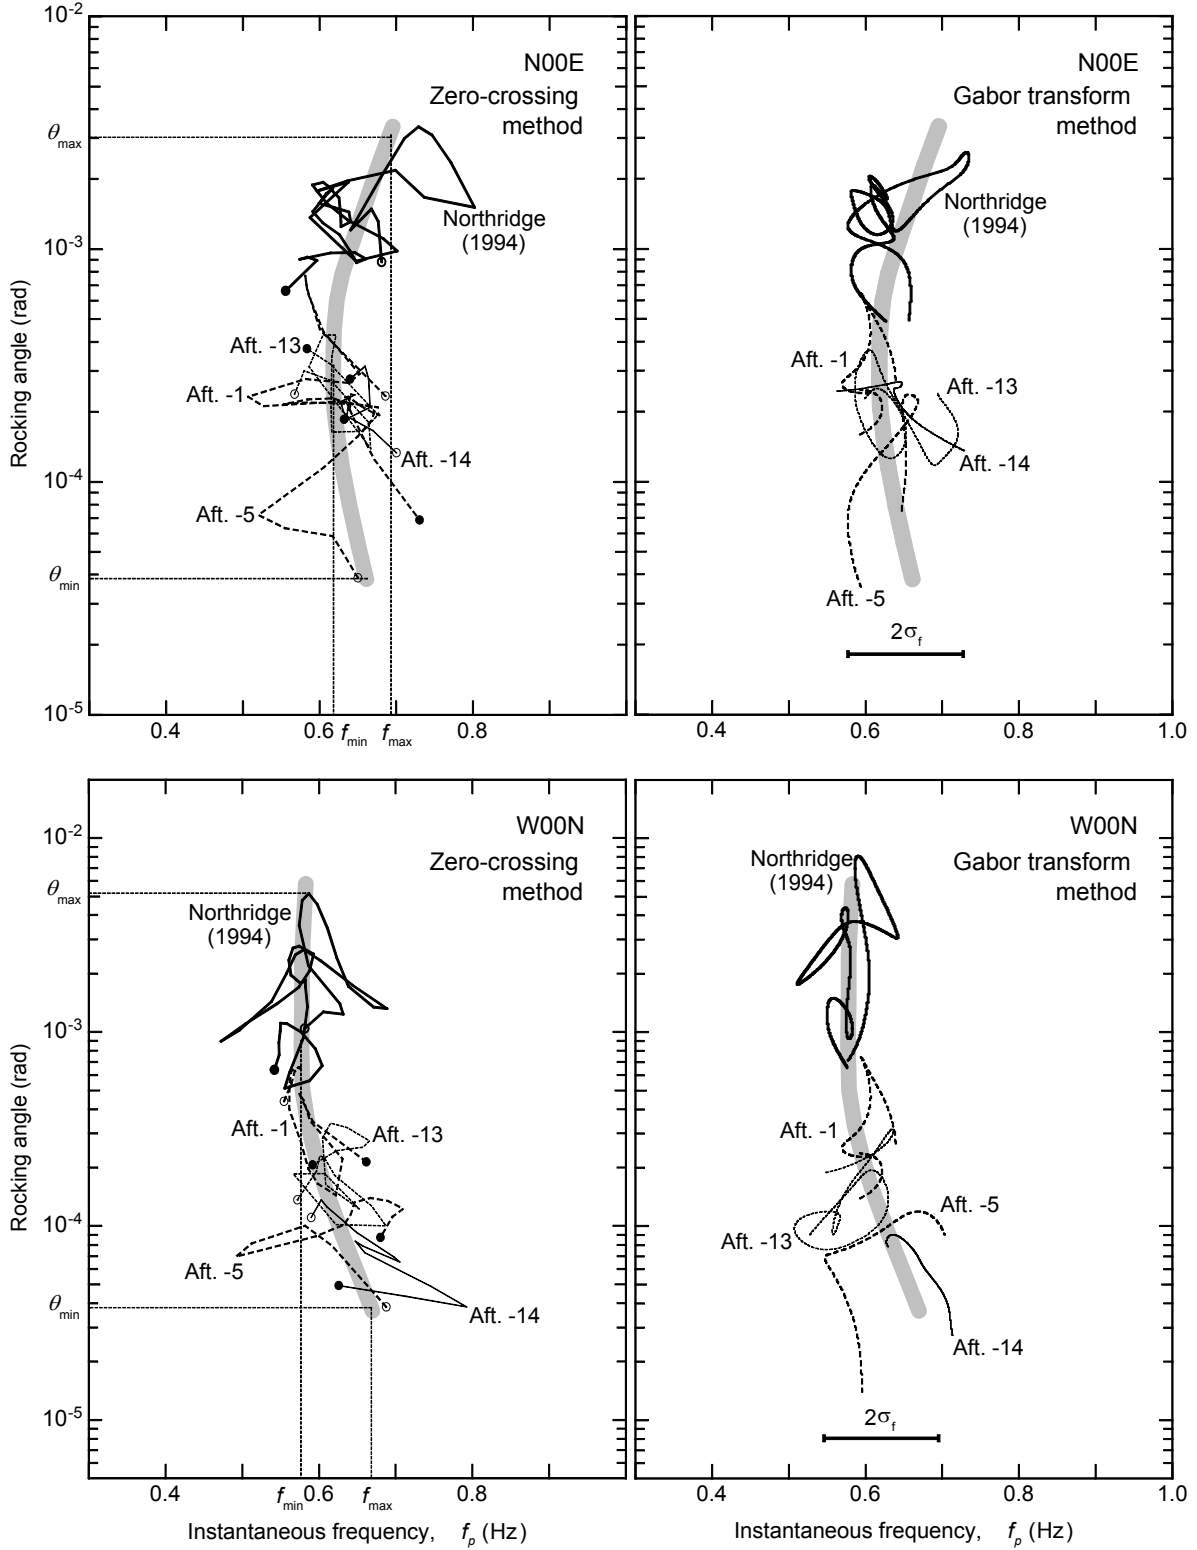 10-2
N00E
Zero-crossing
method
θmax
Northridge
(1994)
10-3
Aft. -13
Aft. -1
Aft. -14
10-4
Aft. -5
θmin
10-5
Rocking angle (rad)
0.4
0.6
fmin
fmax
0.8
N00E
Gabor transform
method
Northridge
(1994)
Aft. -1
Aft. -13
Aft. -14
Aft. -5
2σf
0.4
0.6
0.8
1.0
10-2
W00N
Zero-crossing
method
θmax
Northridge
(1994)
10-3
Aft. -1
Aft. -13
10-4
Aft. -5
θmin
Aft. -14
10-5
Rocking angle (rad)
0.4
fmin
0.6
fmax
0.8
Instantaneous frequency, fp (Hz)
W00N
Northridge
(1994)
Gabor transform
method
Aft. -1
Aft. -5
Aft. -13
Aft. -14
2σf
0.4
0.6
0.8
1.0
Instantaneous frequency, fp (Hz)